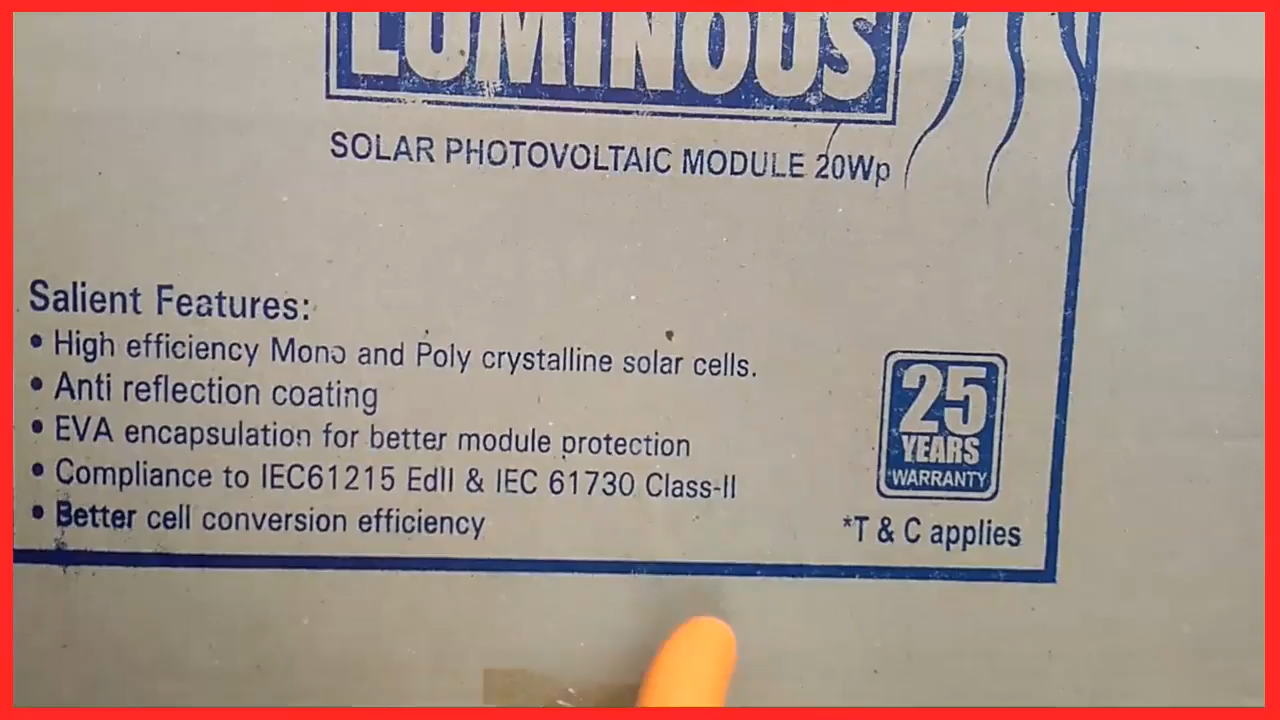 LUMINOUS
SOLAR PHOTOVOLTAIC MODULE 20Wp
Salient Features:
• High efficiency Mono and Poly crystalline solar cells.
• Anti reflection coating
• EVA encapsulation for better module protection
• Compliance to IEC61215 EdII & IEC 61730 Class-II
• Better cell conversion efficiency
25
YEARS
*WARRANTY
*T & C applies